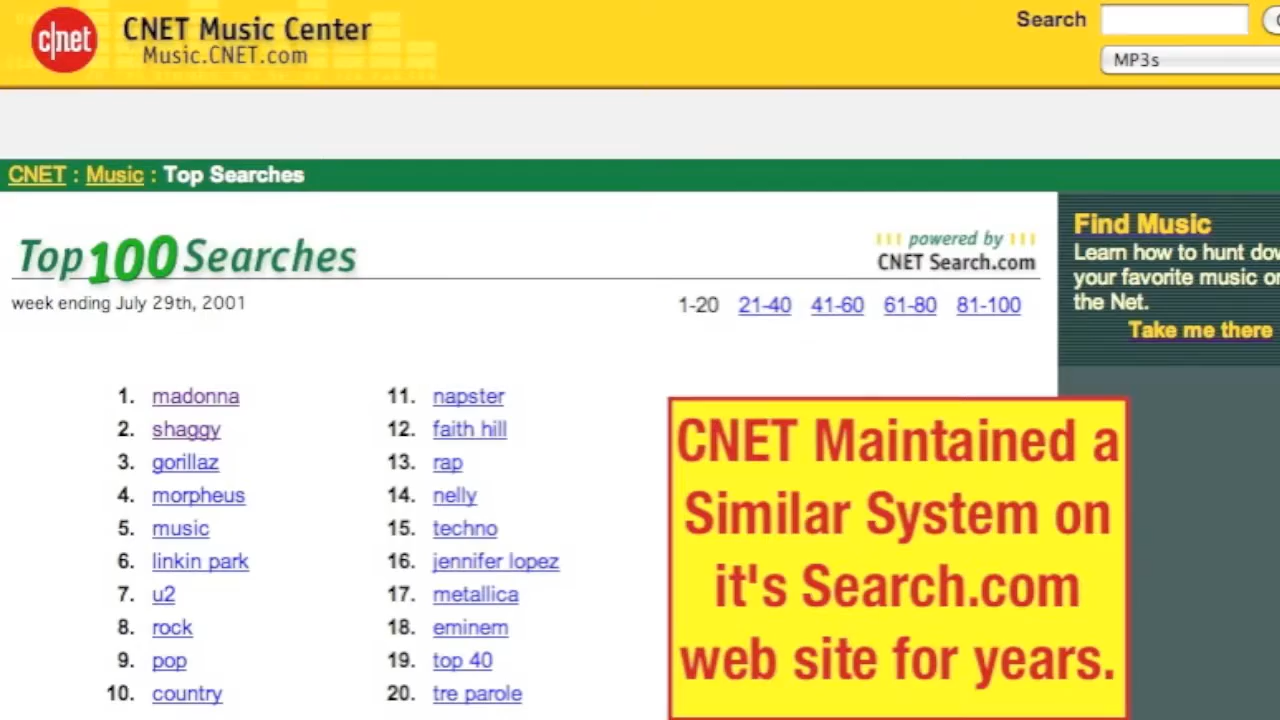 c|net
CNET Music Center
Music.CNET.com
Search
MP3s
CNET : Music : Top Searches
Top 100 Searches
powered by
CNET Search.com
week ending July 29th, 2001
1-20 21-40 41-60 61-80 81-100
Find Music
Learn how to hunt dow
your favorite music on
the Net.
Take me there
1. madonna
2. shaggy
3. gorillaz
4. morpheus
5. music
6. linkin park
7. u2
8. rock
9. pop
10. country
11. napster
12. faith hill
13. rap
14. nelly
15. techno
16. jennifer lopez
17. metallica
18. eminem
19. top 40
20. tre parole
CNET Maintained a
Similar System on
it's Search.com
web site for years.